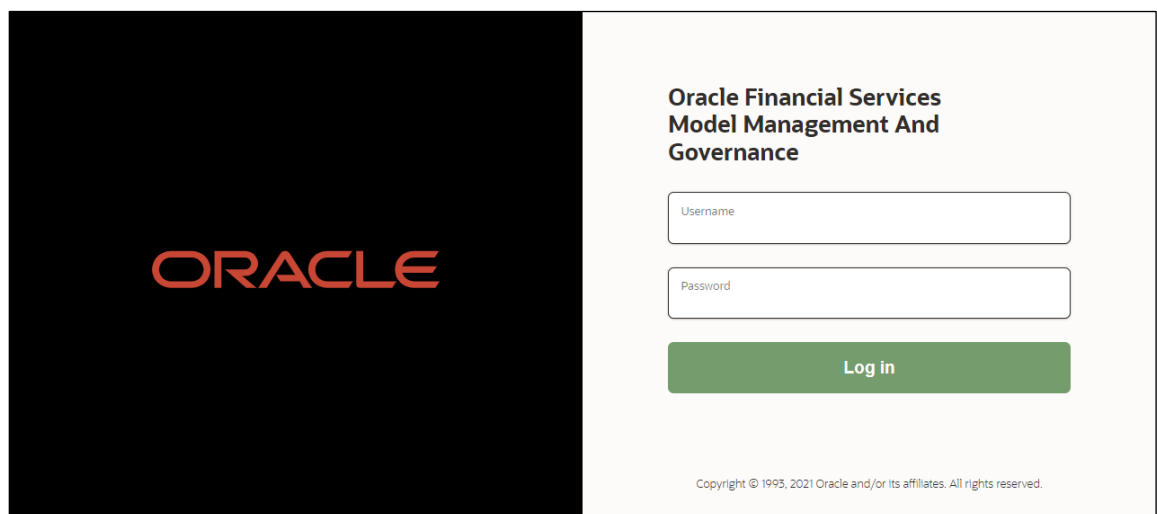 ORACLE
Oracle Financial Services
Model Management And
Governance
Username
Password
Log in
Copyright © 1993, 2021 Oracle and/or its affiliates. All rights reserved.